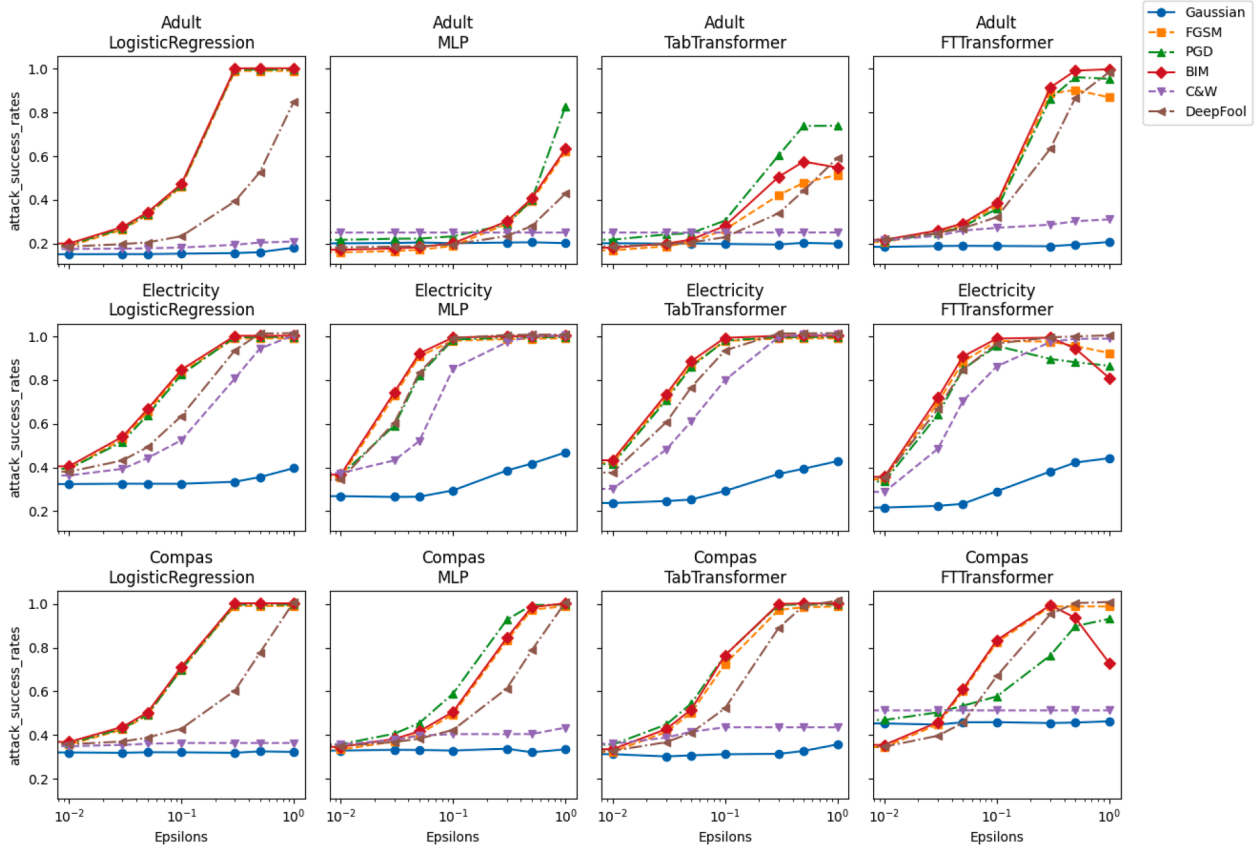 Adult
LogisticRegression
Adult
MLP
Adult
TabTransformer
Adult
FTTransformer
Gaussian
FGSM
PGD
BIM
C&W
DeepFool
attack_success_rates
1.0
0.8
0.6
0.4
0.2
Electricity
LogisticRegression
Electricity
MLP
Electricity
TabTransformer
Electricity
FTTransformer
attack_success_rates
1.0
0.8
0.6
0.4
0.2
Compas
LogisticRegression
Compas
MLP
Compas
TabTransformer
Compas
FTTransformer
attack_success_rates
1.0
0.8
0.6
0.4
0.2
10⁻² 10⁻¹ 10⁰
Epsilons
10⁻² 10⁻¹ 10⁰
Epsilons
10⁻² 10⁻¹ 10⁰
Epsilons
10⁻² 10⁻¹ 10⁰
Epsilons